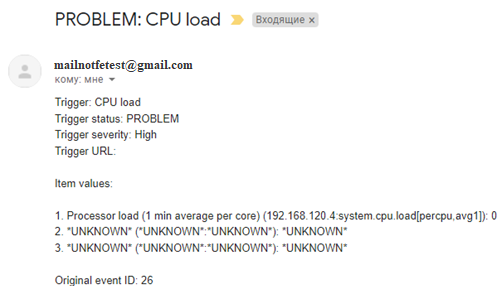 PROBLEM: CPU load Входящие ×
mailnotfetest@gmail.com
кому: мне
Trigger: CPU load
Trigger status: PROBLEM
Trigger severity: High
Trigger URL:
Item values:
1. Processor load (1 min average per core) (192.168.120.4:system.cpu.load[percpu,avg1]): 0
2. *UNKNOWN* (*UNKNOWN*:*UNKNOWN*): *UNKNOWN*
3. *UNKNOWN* (*UNKNOWN*:*UNKNOWN*): *UNKNOWN*
Original event ID: 26